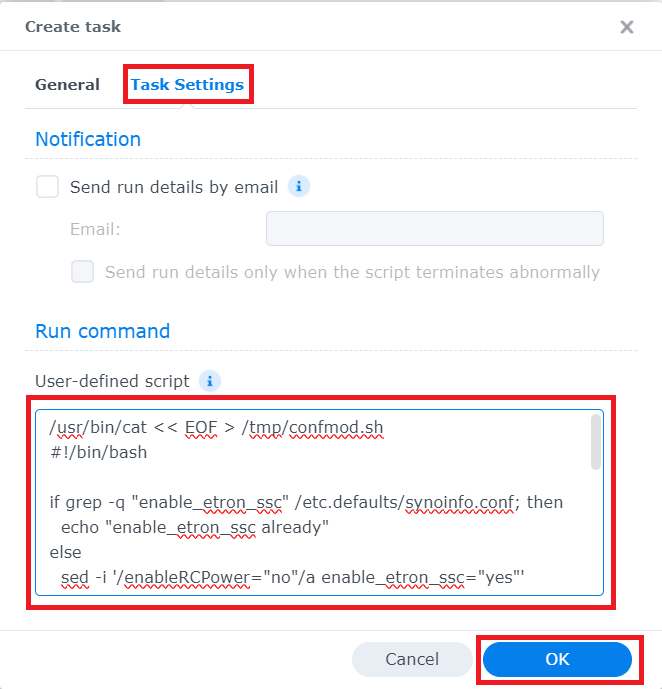 Create task
General
Task Settings
Notification
Send run details by email
Email:
Send run details only when the script terminates abnormally
Run command
User-defined script
/usr/bin/cat << EOF > /tmp/confmod.sh
#!/bin/bash
if grep -q "enable_etron_ssc" /etc.defaults/synoinfo.conf; then
  echo "enable_etron_ssc already"
else
  sed -i '/enableRCPower="no"/a enable_etron_ssc="yes"'
Cancel
OK